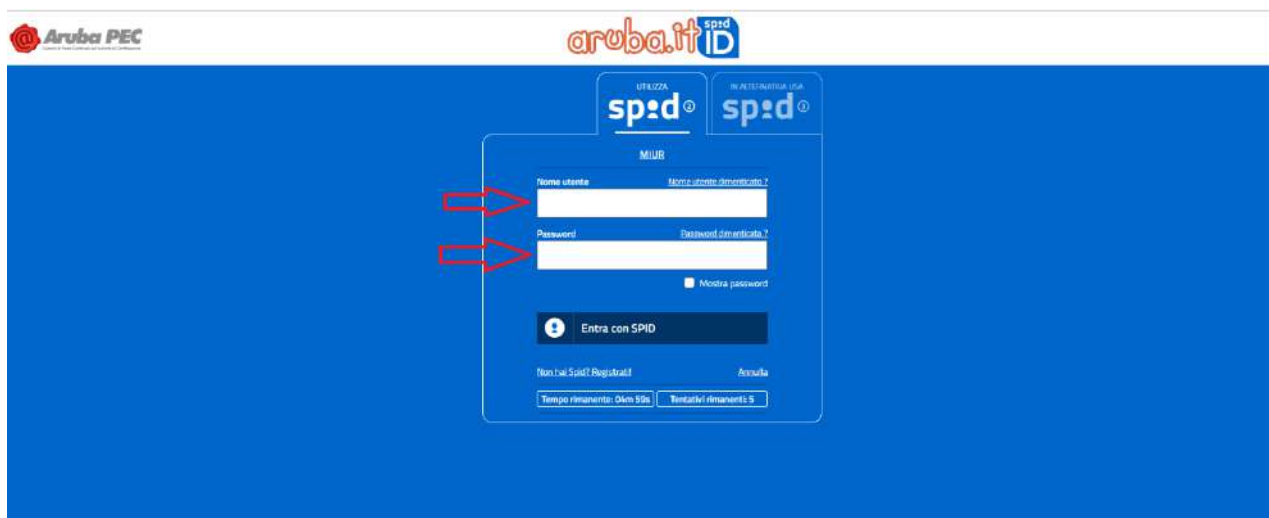 Aruba PEC
aruba.it spid ID
UTILIZZA
spid 2
IN ALTERNATIVA USA
spid
MIUR
Nome utente
Nome utente dimenticato ?
Password
Password dimenticata ?
Mostra password
Entra con SPID
Non hai Spid? Registrati!
Annulla
Tempo rimanente: 04m 59s
Tentativi rimanenti: 5